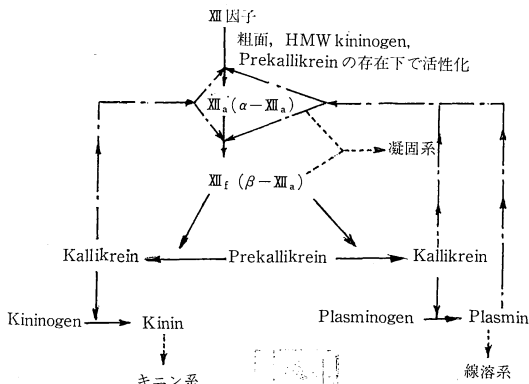 XII因子
粗面，HMW kininogen,
Prekallikreinの存在下で活性化
XIIa(α−XIIa)
凝固系
XIIf(β−XIIa)
Kallikrein
Prekallikrein
Kallikrein
Kininogen
Kinin
Plasminogen
Plasmin
キニン系
線溶系